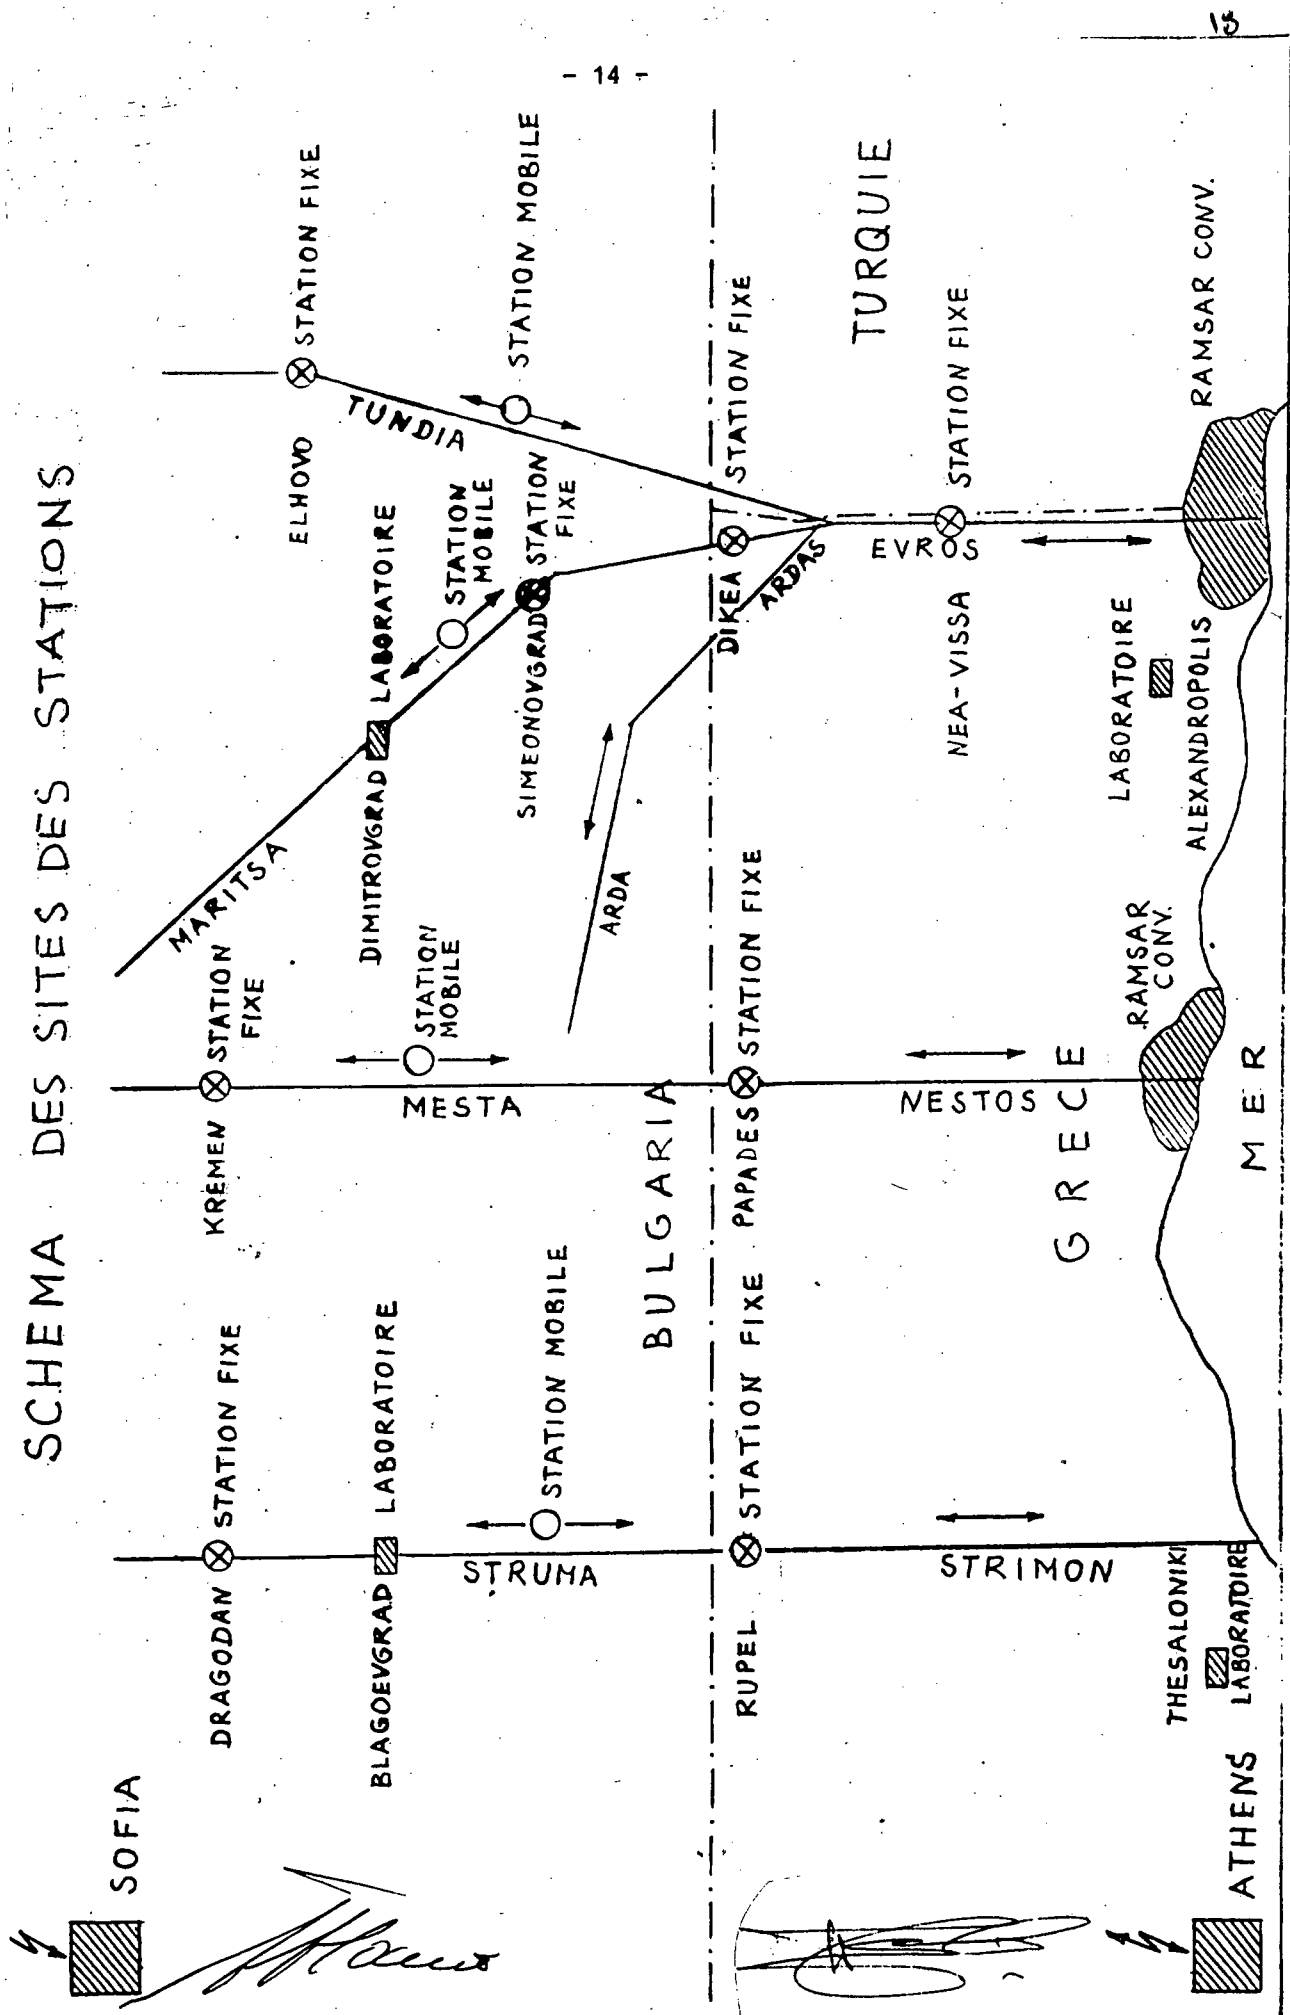 15
- 14 -
SCHEMA DES SITES DES STATIONS
SOFIA
DRAGODAN
STATION FIXE
KREMEN
STATION
FIXE
MARITSA
ELHOVO
STATION FIXE
BLAGOEVGRAD
LABORATOIRE
DIMITROVGRAD
LABORATOIRE
TUNDIA
STATION
MOBILE
STATION
MOBILE
STRUMA
MESTA
STATION MOBILE
SIMEONOVGRAD
STATION
FIXE
STATION MOBILE
ARDA
BULGARIA
RUPEL
STATION FIXE
PAPADES
STATION FIXE
DIKEA
STATION FIXE
ARDAS
EVROS
TURQUIE
STRIMON
NESTOS
NEA-VISSA
STATION FIXE
GRECE
LABORATOIRE
ALEXANDROPOLIS
RAMSAR
CONV.
RAMSAR CONV.
THESALONIKI
LABORATOIRE
ATHENS
MER